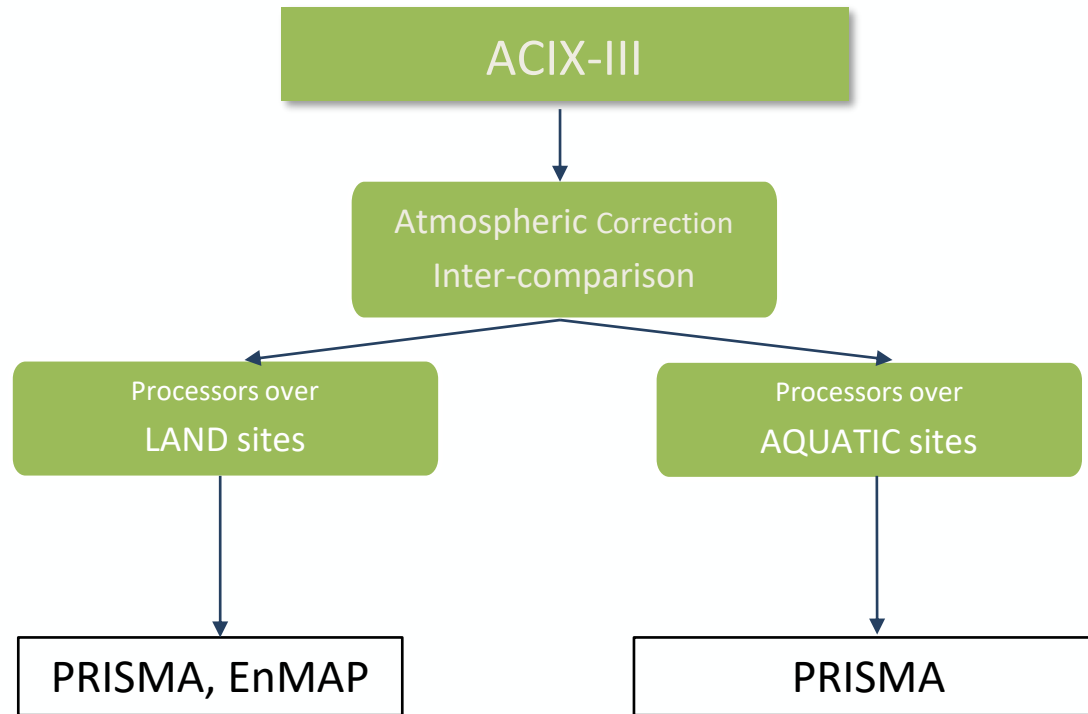 ACIX-III
Atmospheric Correction
Inter-comparison
Processors over
LAND sites
Processors over
AQUATIC sites
PRISMA, EnMAP
PRISMA